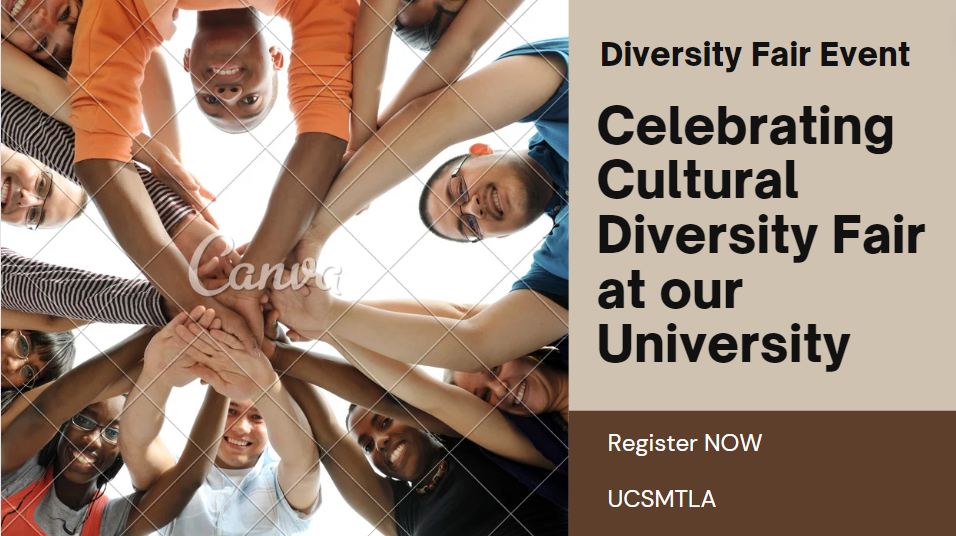 Diversity Fair Event
Celebrating
Cultural
Diversity Fair
at our
University
Canva
Register NOW
UCSMTLA